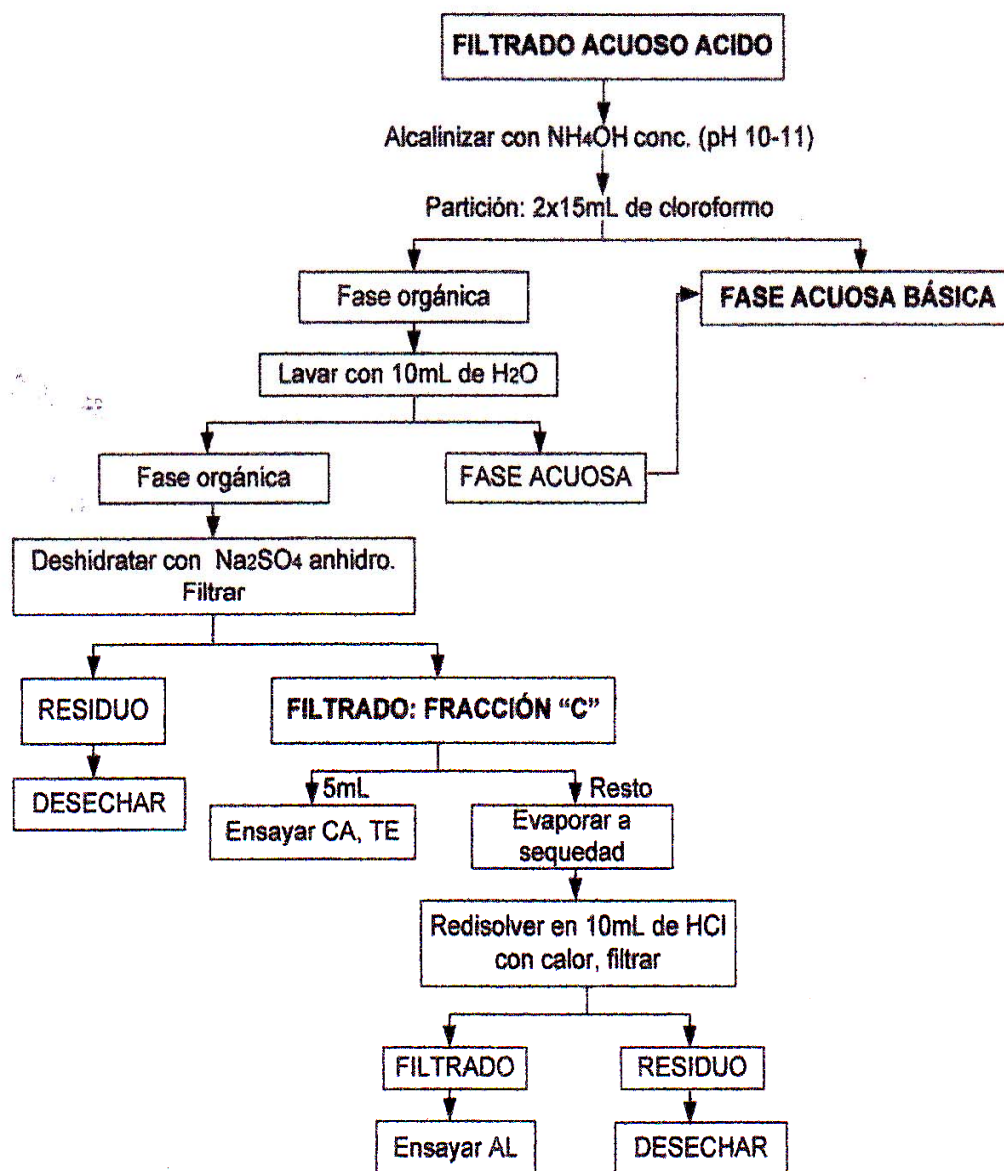 FILTRADO ACUOSO ACIDO
Alcalinizar con NH4OH conc. (pH 10-11)
Partición: 2x15mL de cloroformo
Fase orgánica
FASE ACUOSA BÁSICA
Lavar con 10mL de H2O
Fase orgánica
FASE ACUOSA
Deshidratar con Na2SO4 anhidro.
Filtrar
RESIDUO
FILTRADO: FRACCIÓN “C”
DESECHAR
5mL
Resto
Ensayar CA, TE
Evaporar a
sequedad
Redisolver en 10mL de HCl
con calor, filtrar
FILTRADO
RESIDUO
Ensayar AL
DESECHAR